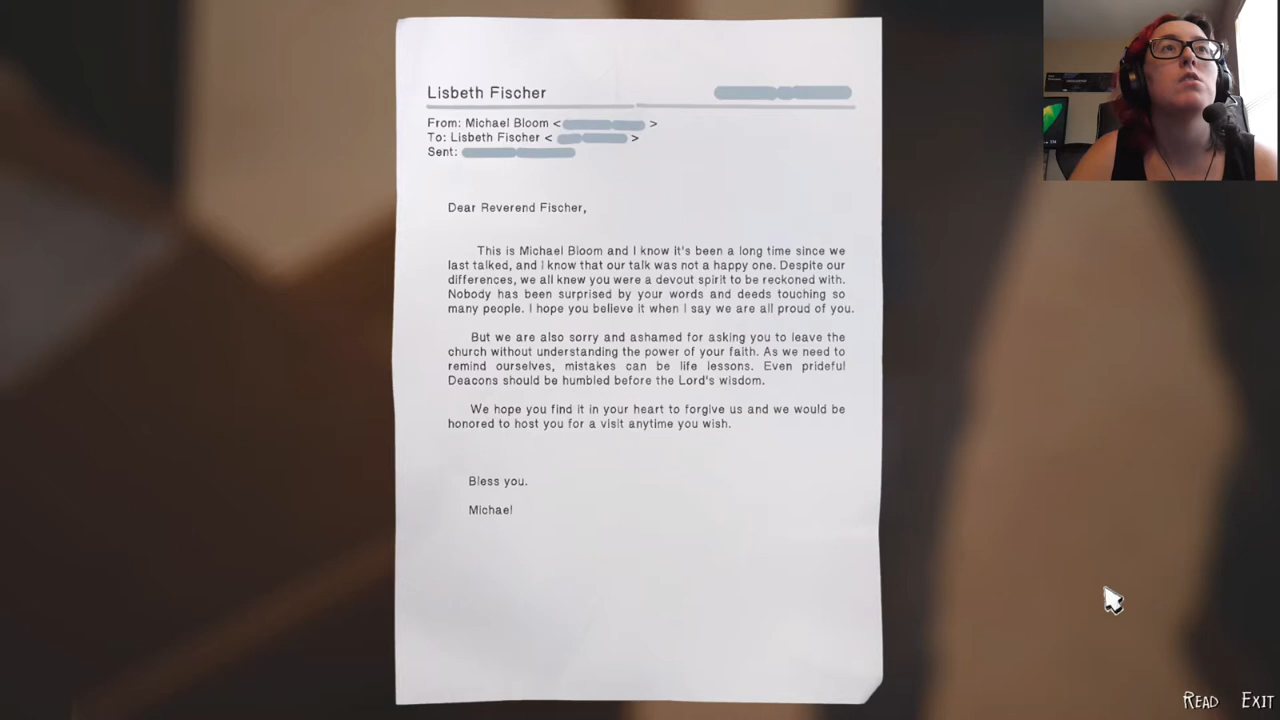 Lisbeth Fischer
From: Michael Bloom < >
To: Lisbeth Fischer < >
Sent:
Dear Reverend Fischer,
This is Michael Bloom and I know it's been a long time since we
last talked, and I know that our talk was not a happy one. Despite our
differences, we all knew you were a devout spirit to be reckoned with.
Nobody has been surprised by your words and deeds touching so
many people. I hope you believe it when I say we are all proud of you.
But we are also sorry and ashamed for asking you to leave the
church without understanding the power of your faith. As we need to
remind ourselves, mistakes can be life lessons. Even prideful
Deacons should be humbled before the Lord's wisdom.
We hope you find it in your heart to forgive us and we would be
honored to host you for a visit anytime you wish.
Bless you.
Michael
READ EXIT